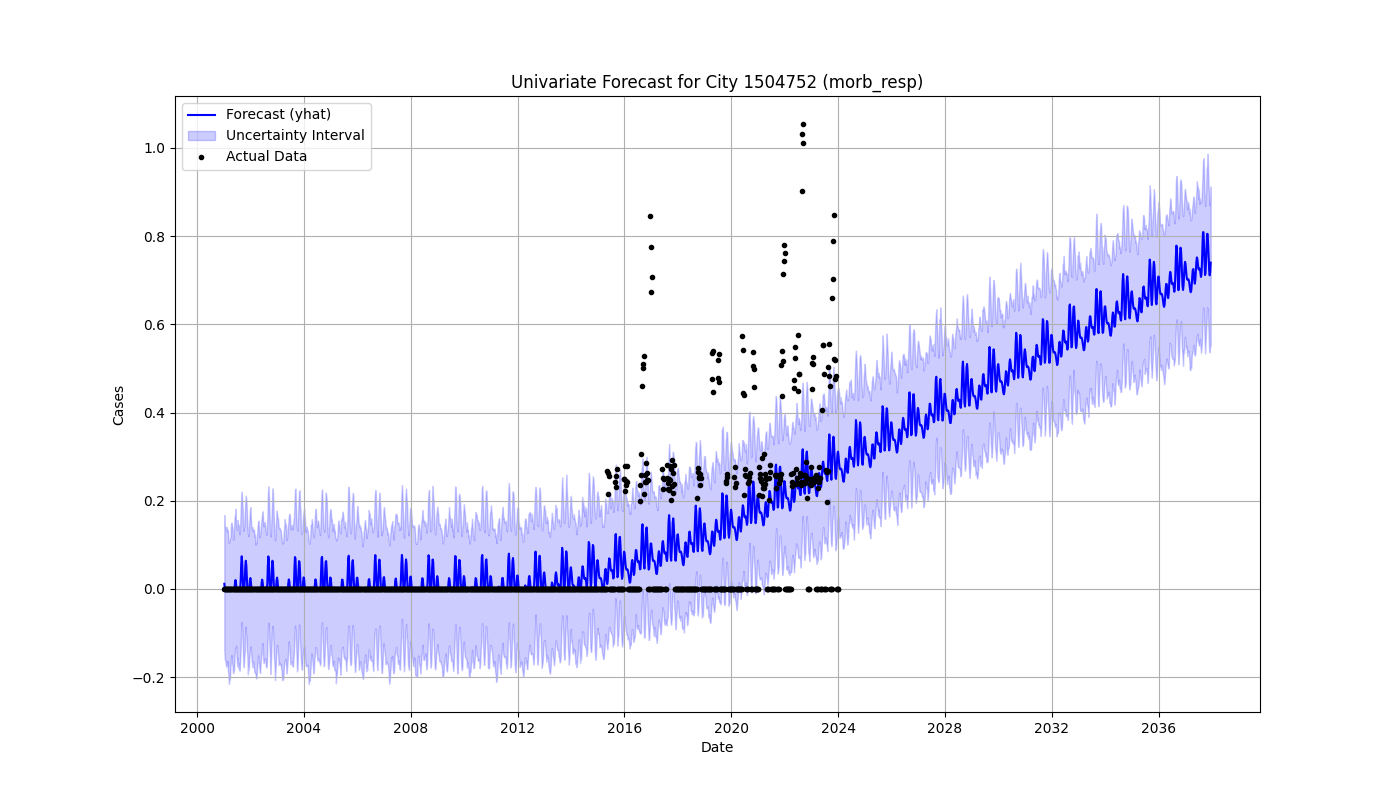 Univariate Forecast for City 1504752 (morb_resp)
Forecast (yhat)
Uncertainty Interval
Actual Data
1.0
0.8
0.6
0.4
0.2
0.0
−0.2
Cases
2000 2004 2008 2012 2016 2020 2024 2028 2032 2036
Date